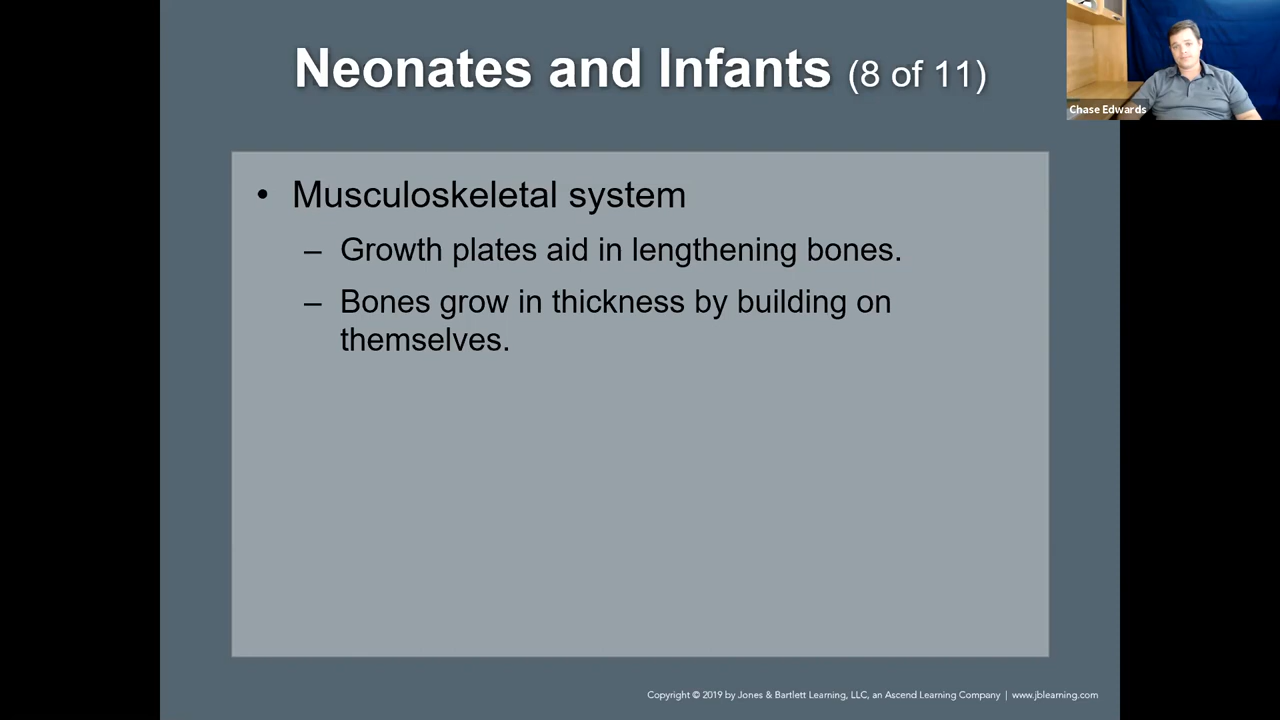 Neonates and Infants (8 of 11)
Chase Edwards
• Musculoskeletal system
– Growth plates aid in lengthening bones.
– Bones grow in thickness by building on
themselves.
Copyright © 2019 by Jones & Bartlett Learning, LLC, an Ascend Learning Company | www.jblearning.com